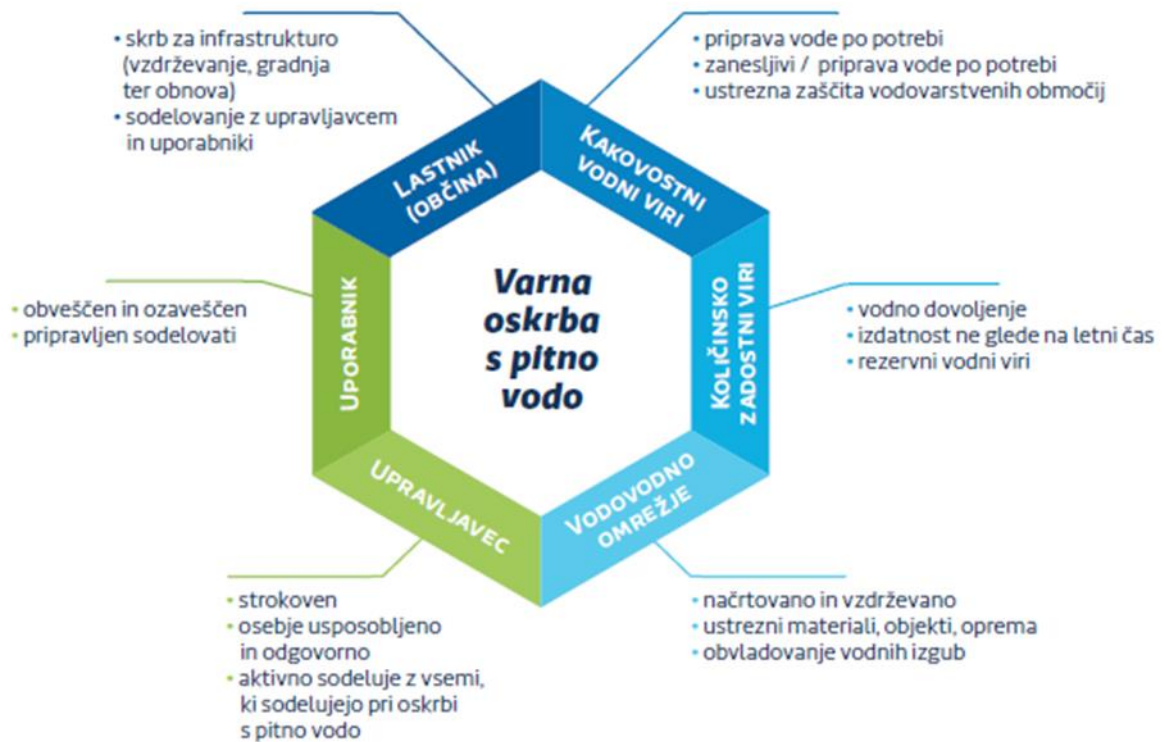 • skrb za infrastrukturo
(vzdrževanje, gradnja
ter obnova)
• sodelovanje z upravljavcem
in uporabniki
• priprava vode po potrebi
• zanesljivi / priprava vode po potrebi
• ustrezna zaščita vodovarstvenih območij
LASTNIK
(OBČINA)
KAKOVOSTNI
VODNI VIRI
• obveščen in ozaveščen
• pripravljen sodelovati
UPORABNIK
Varna
oskrba
s pitno
vodo
KOLIČINSKO
ZADOSTNI VIRI
• vodno dovoljenje
• izdatnost ne glede na letni čas
• rezervni vodni viri
UPRAVLJAVEC
VODOVODNO
OMREŽJE
• strokoven
• osebje usposobljeno
in odgovorno
• aktivno sodeluje z vsemi,
ki sodelujejo pri oskrbi
s pitno vodo
• načrtovano in vzdrževano
• ustrezni materiali, objekti, oprema
• obvladovanje vodnih izgub